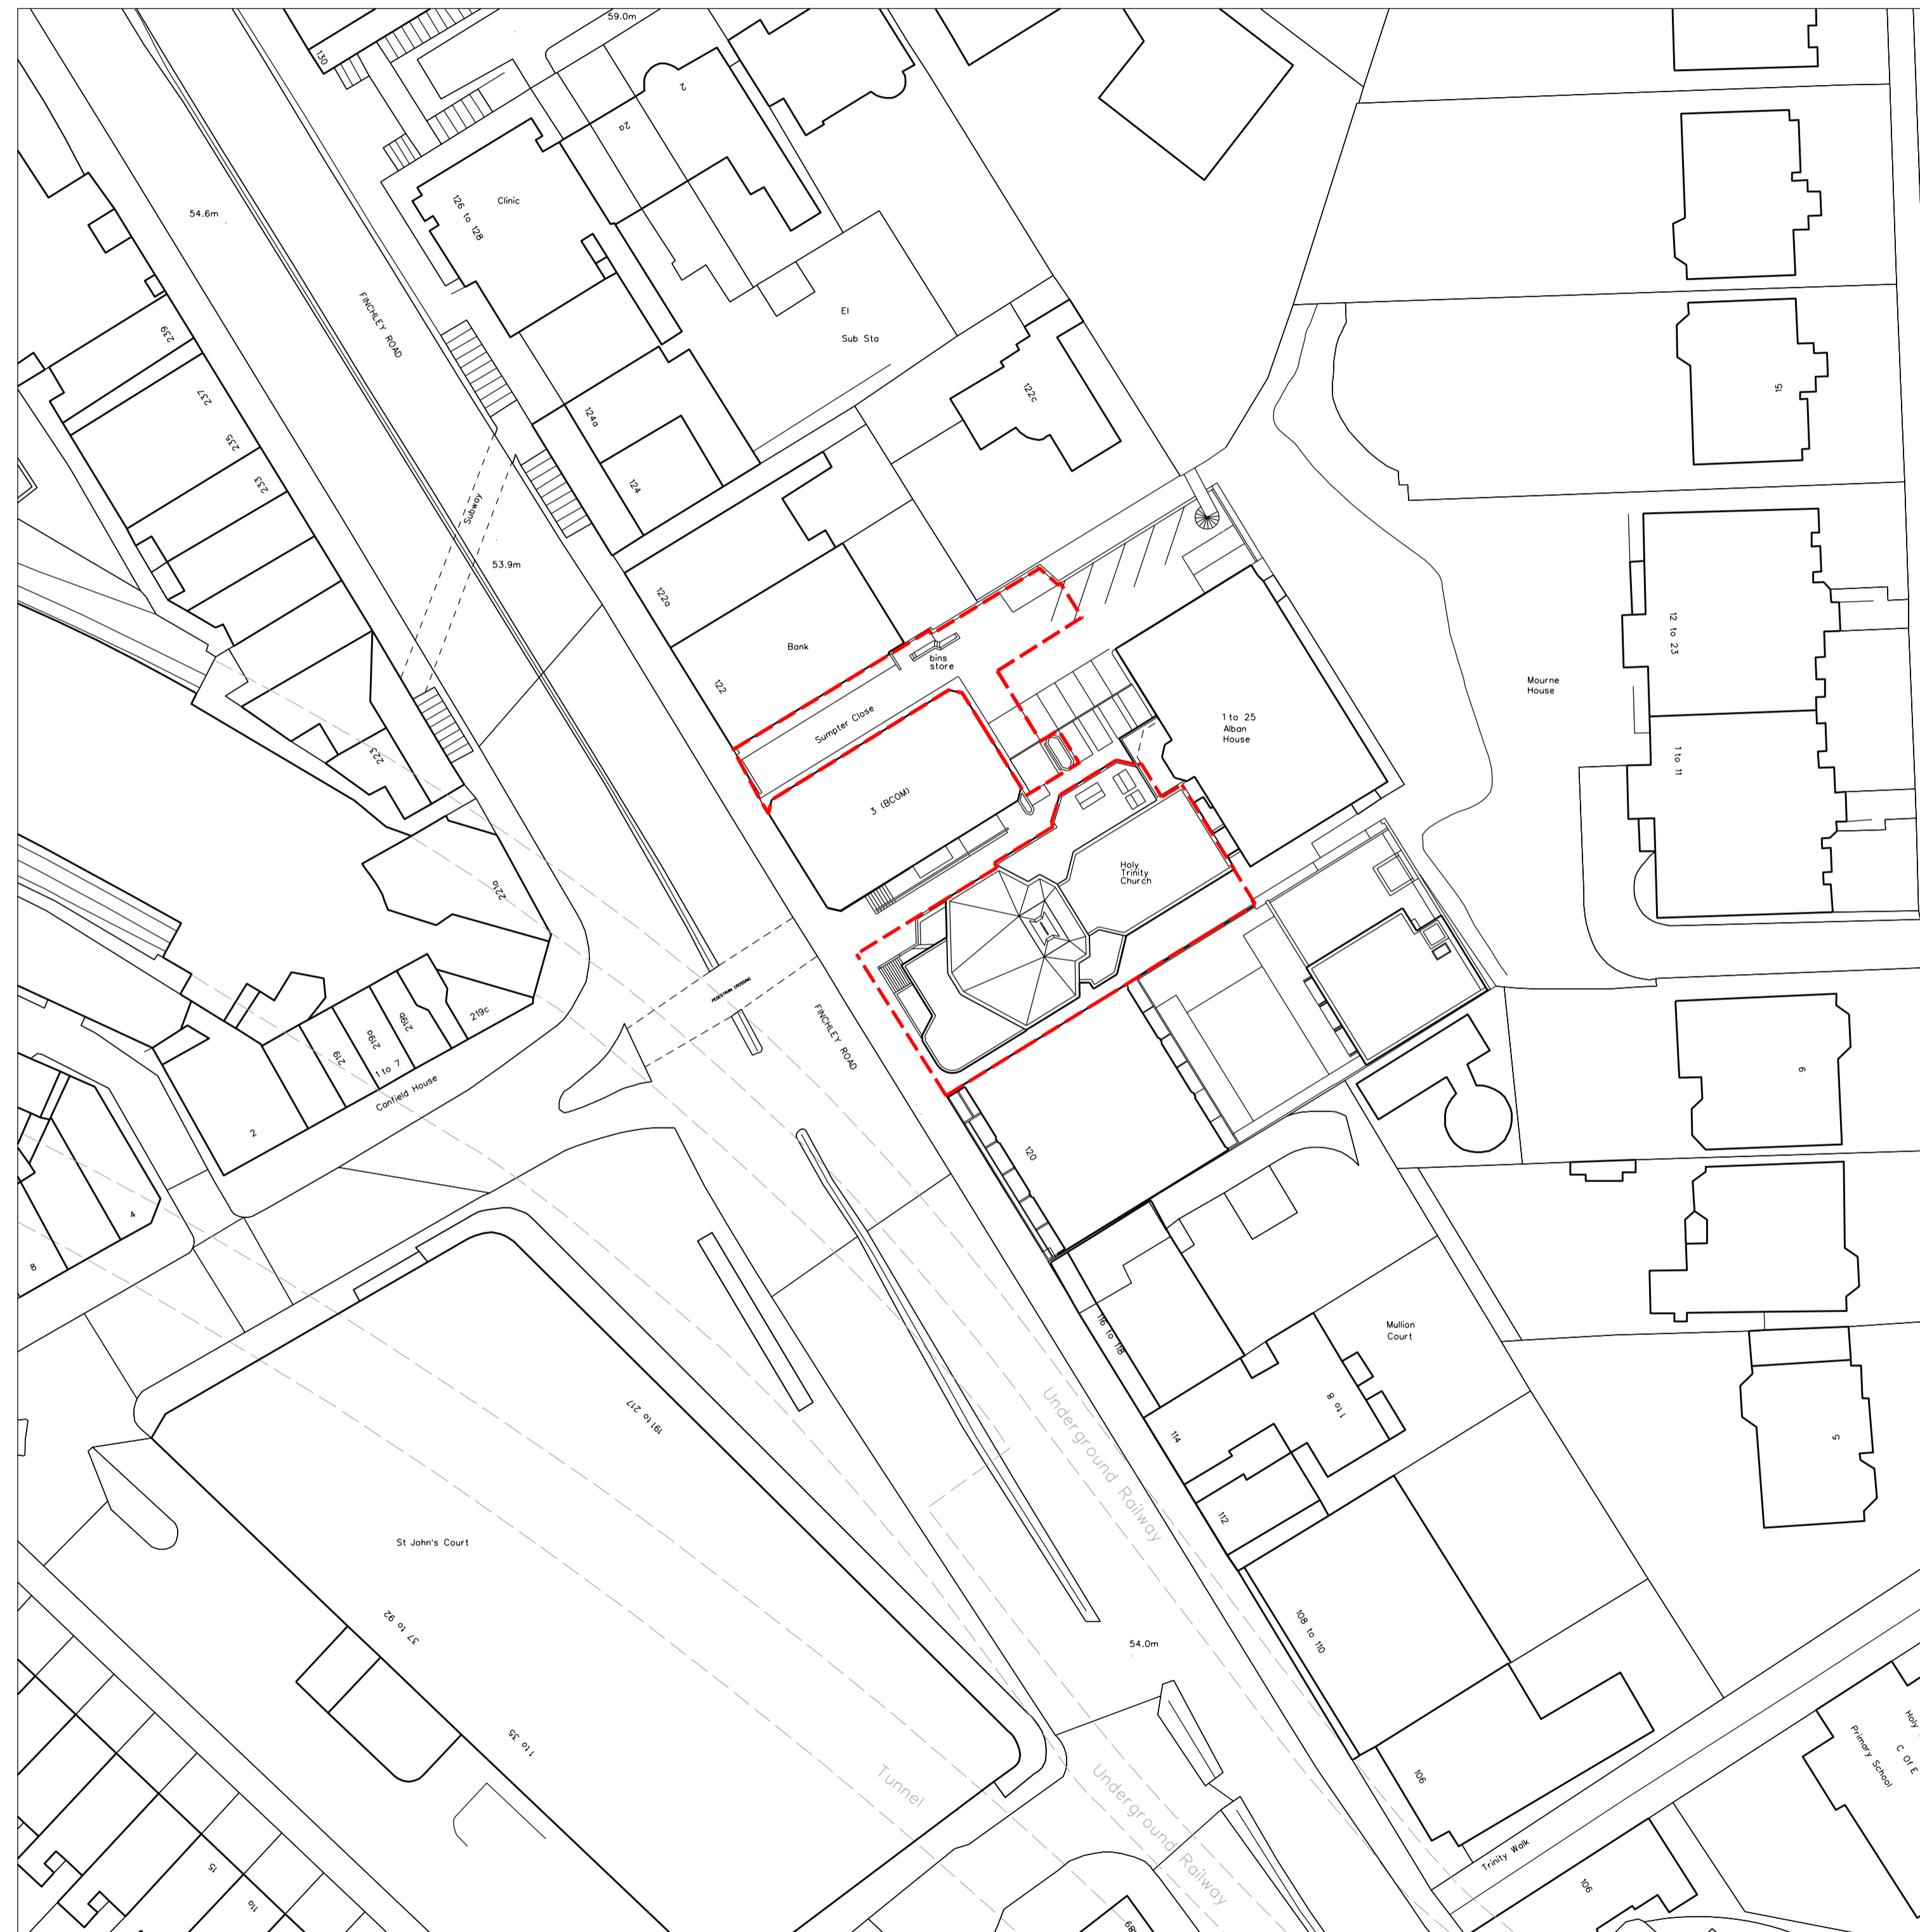 59.0m
130
2
2a
54.6m
Clinic
126 to 128
FINCHLEY ROAD
El
Sub Sta
239
237
235
233
124a
124
122c
15
Subway
53.9m
122a
Bank
122
bins
store
Sumpter Close
3 (BCOM)
1 to 25
Alban
House
Mourne
House
12 to 23
1 to 11
223
221a
Holy
Trinity
Church
PEDESTRIAN CROSSING
FINCHLEY ROAD
219
219a
219b
219c
1 to 7
Canfield House
2
4
8
120
9
116 to 118
Mullion
Court
1 to 8
114
112
5
191 to 217
Underground Railway
St John's Court
37 to 92
1 to 35
54.0m
108 to 110
106
Tunnel
Underground Railway
Trinity Walk
106
Holy
C Of E
Primary School
15
11a